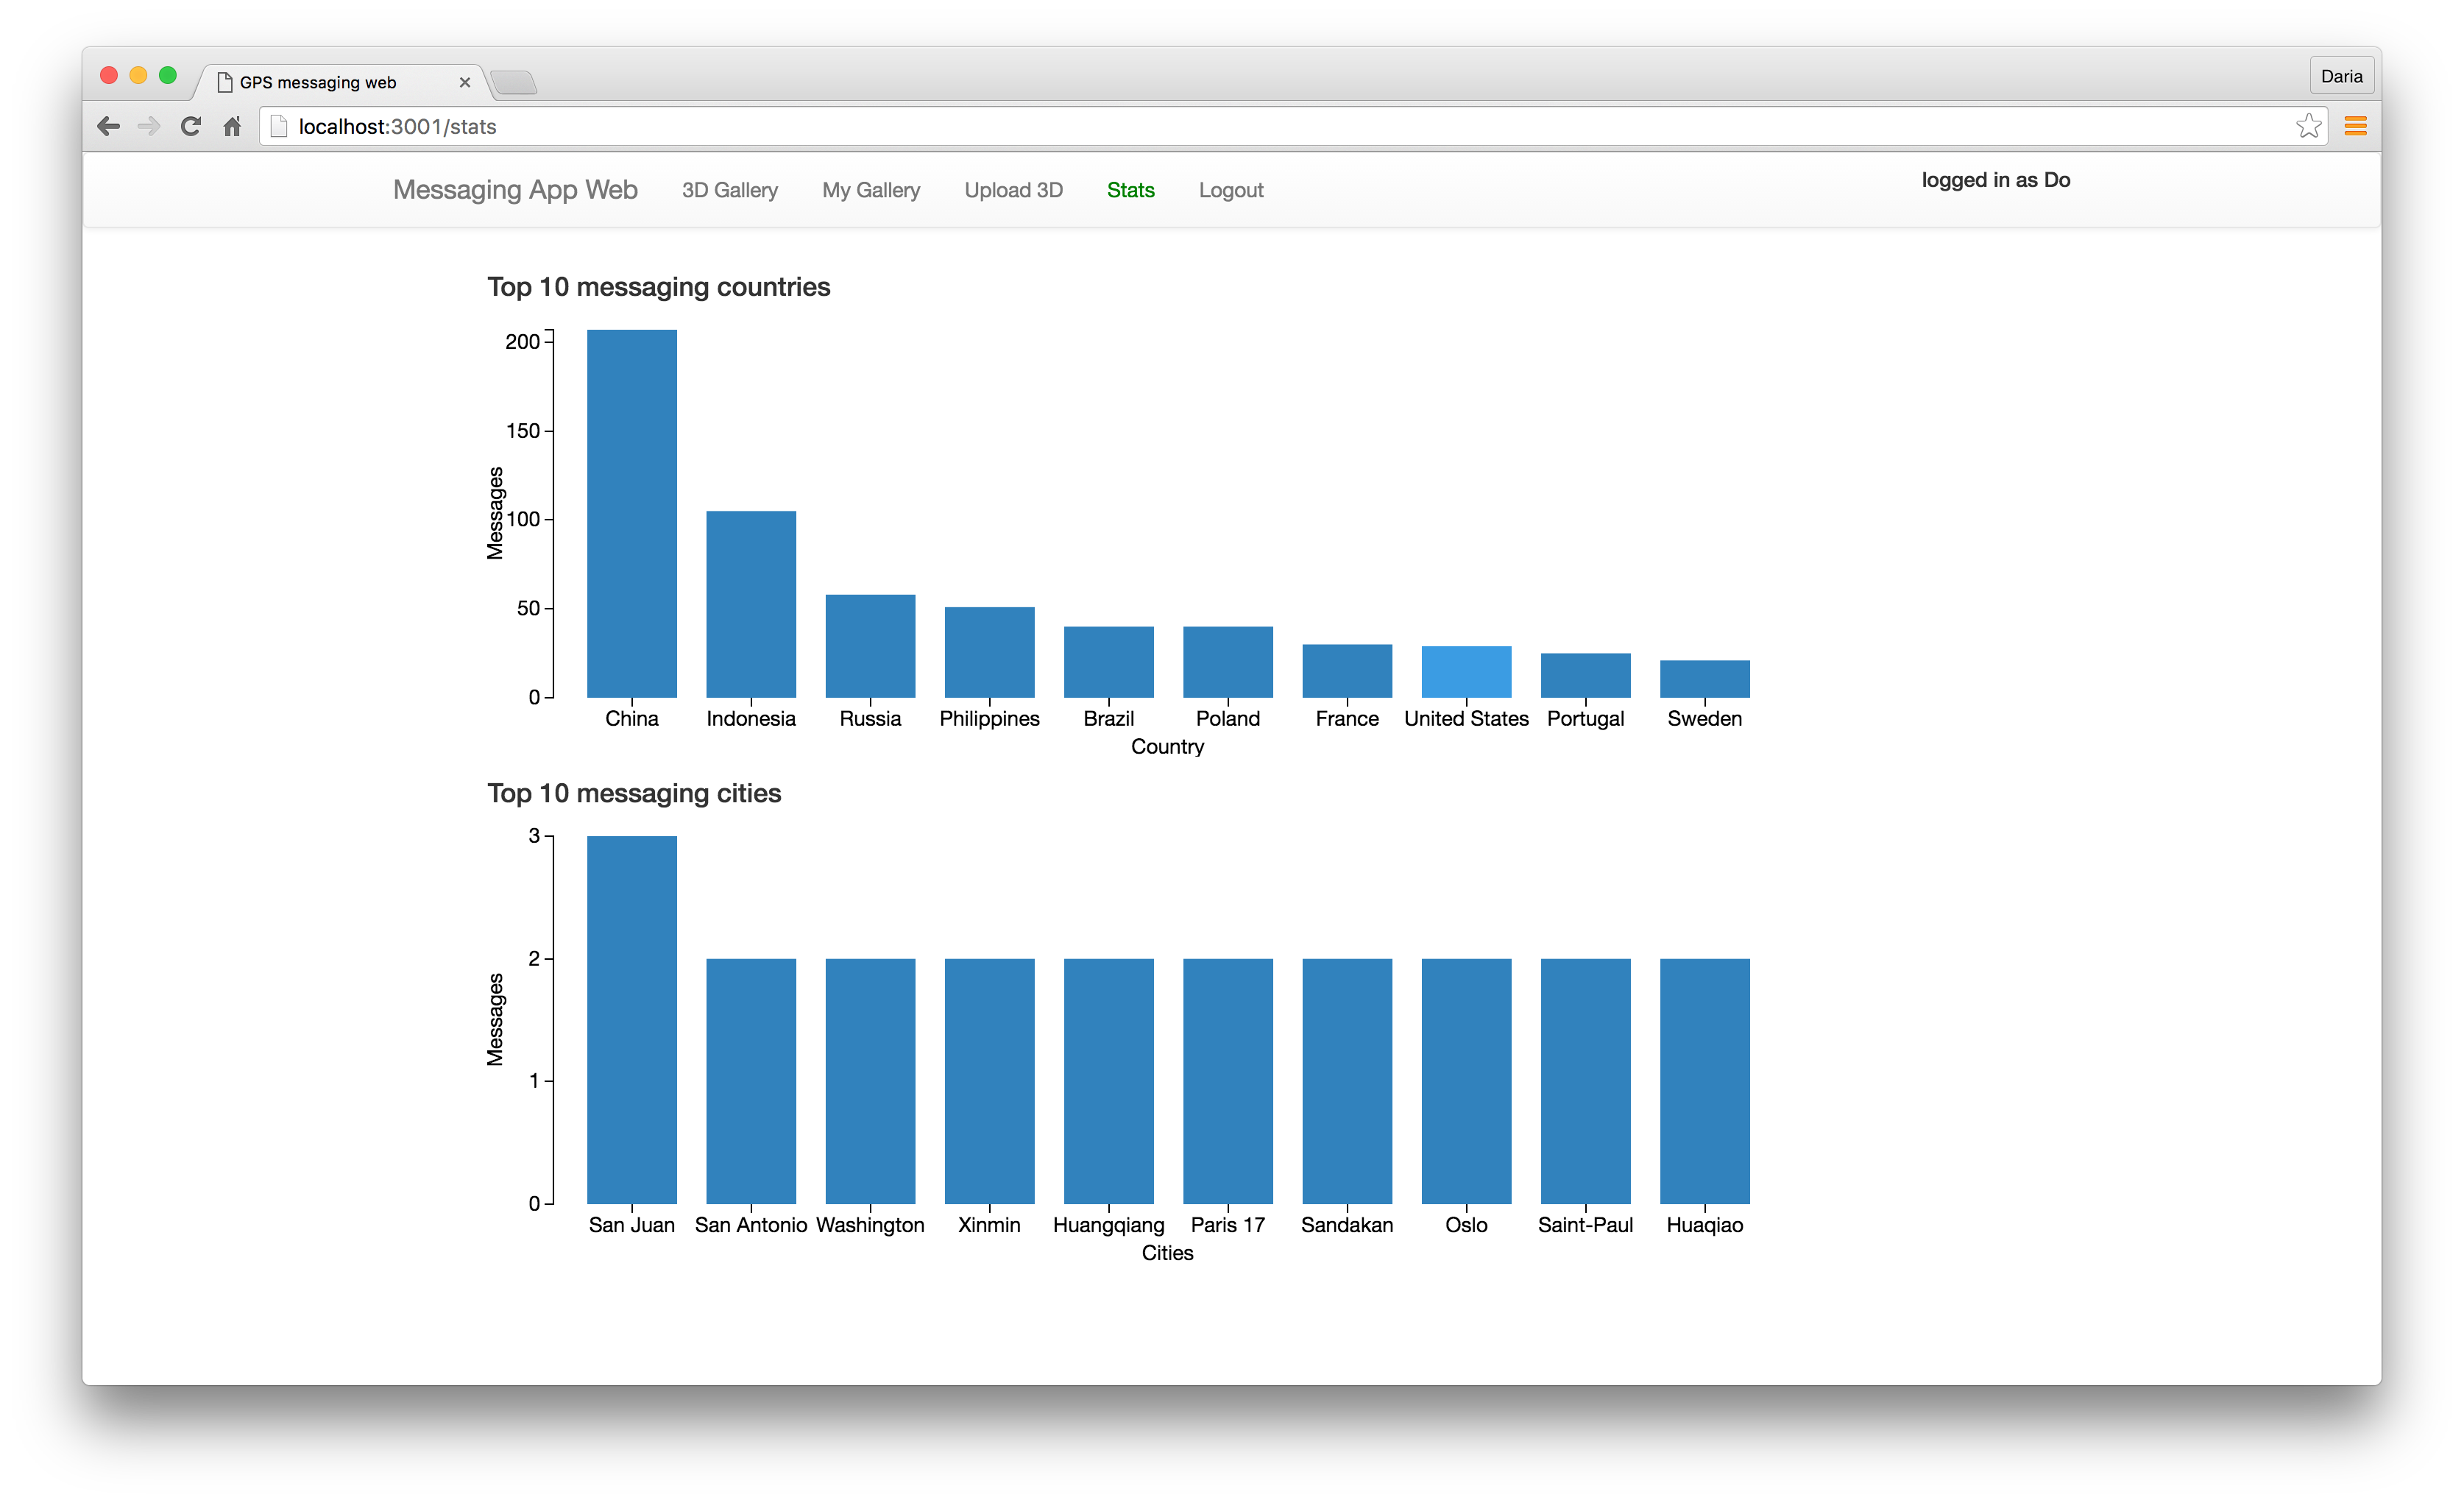 GPS messaging web
Daria
localhost:3001/stats
Messaging App Web 3D Gallery My Gallery Upload 3D Stats Logout logged in as Do
Top 10 messaging countries
200
150
100
50
0
Messages
China Indonesia Russia Philippines Brazil Poland France United States Portugal Sweden
Country
Top 10 messaging cities
3
2
1
0
Messages
San Juan San Antonio Washington Xinmin Huangqiang Paris 17 Sandakan Oslo Saint-Paul Huaqiao
Cities